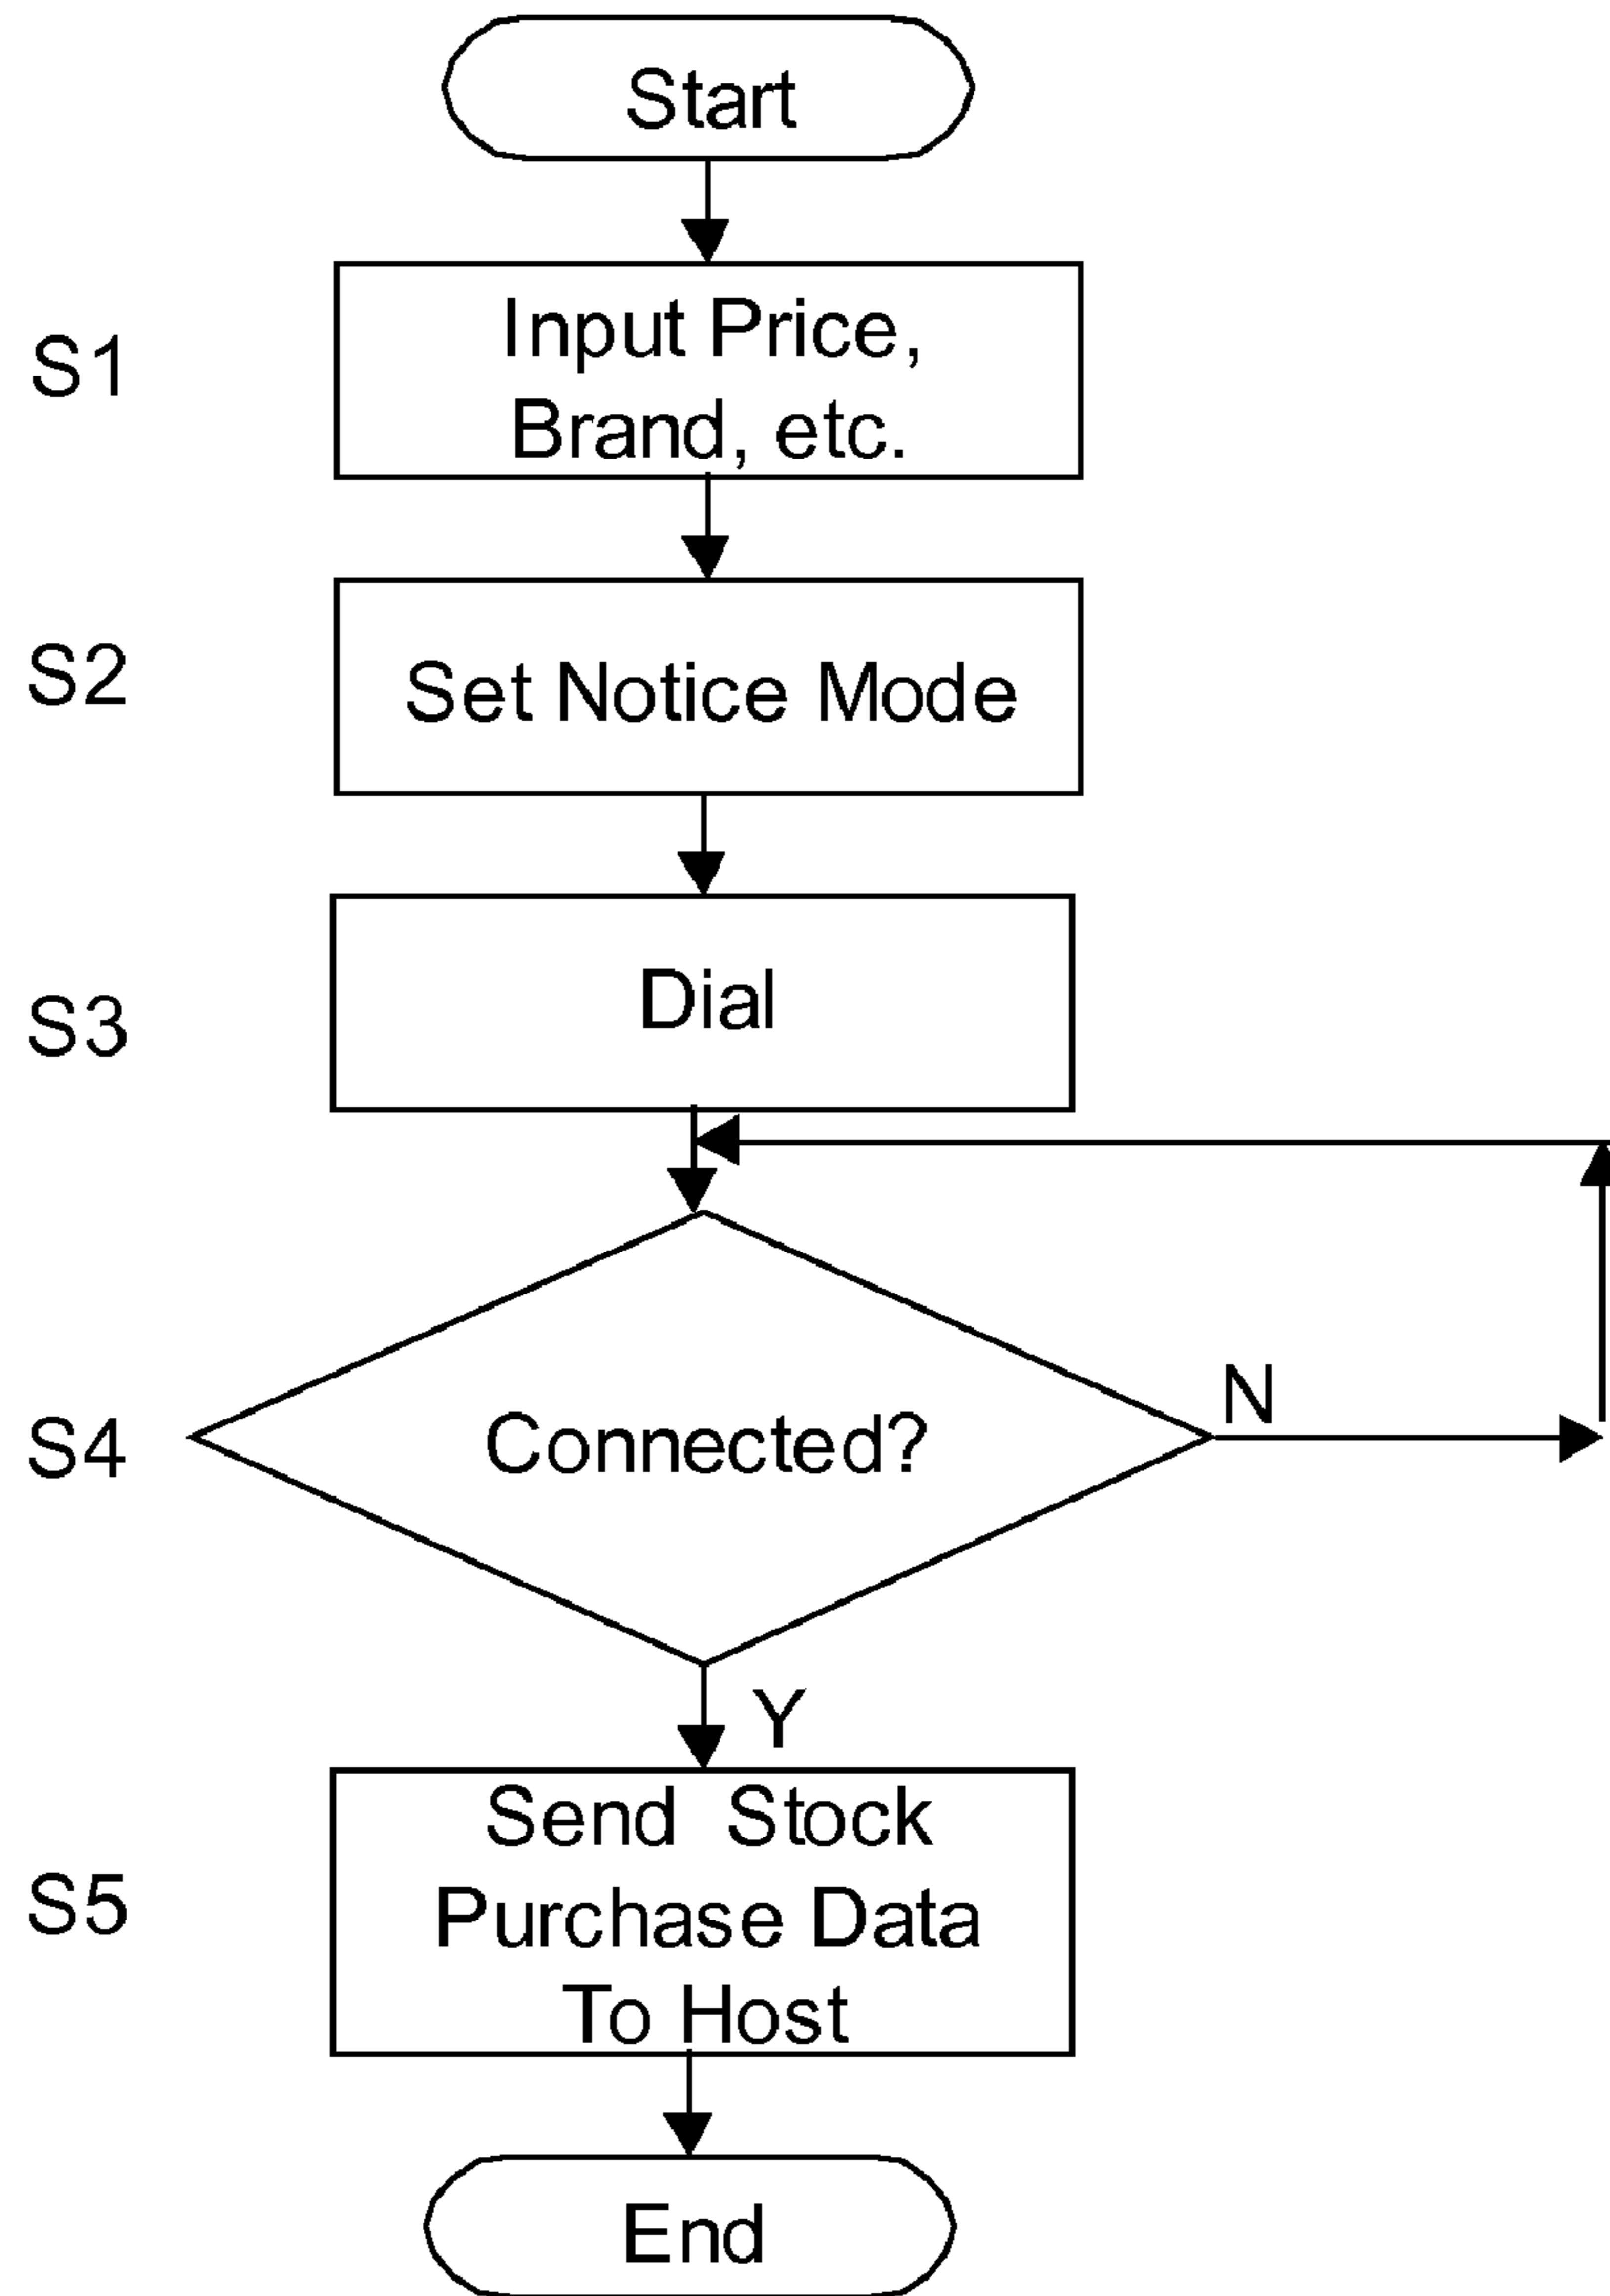 Start
S1
Input Price,
Brand, etc.
S2
Set Notice Mode
S3
Dial
S4
Connected?
N
Y
S5
Send Stock
Purchase Data
To Host
End